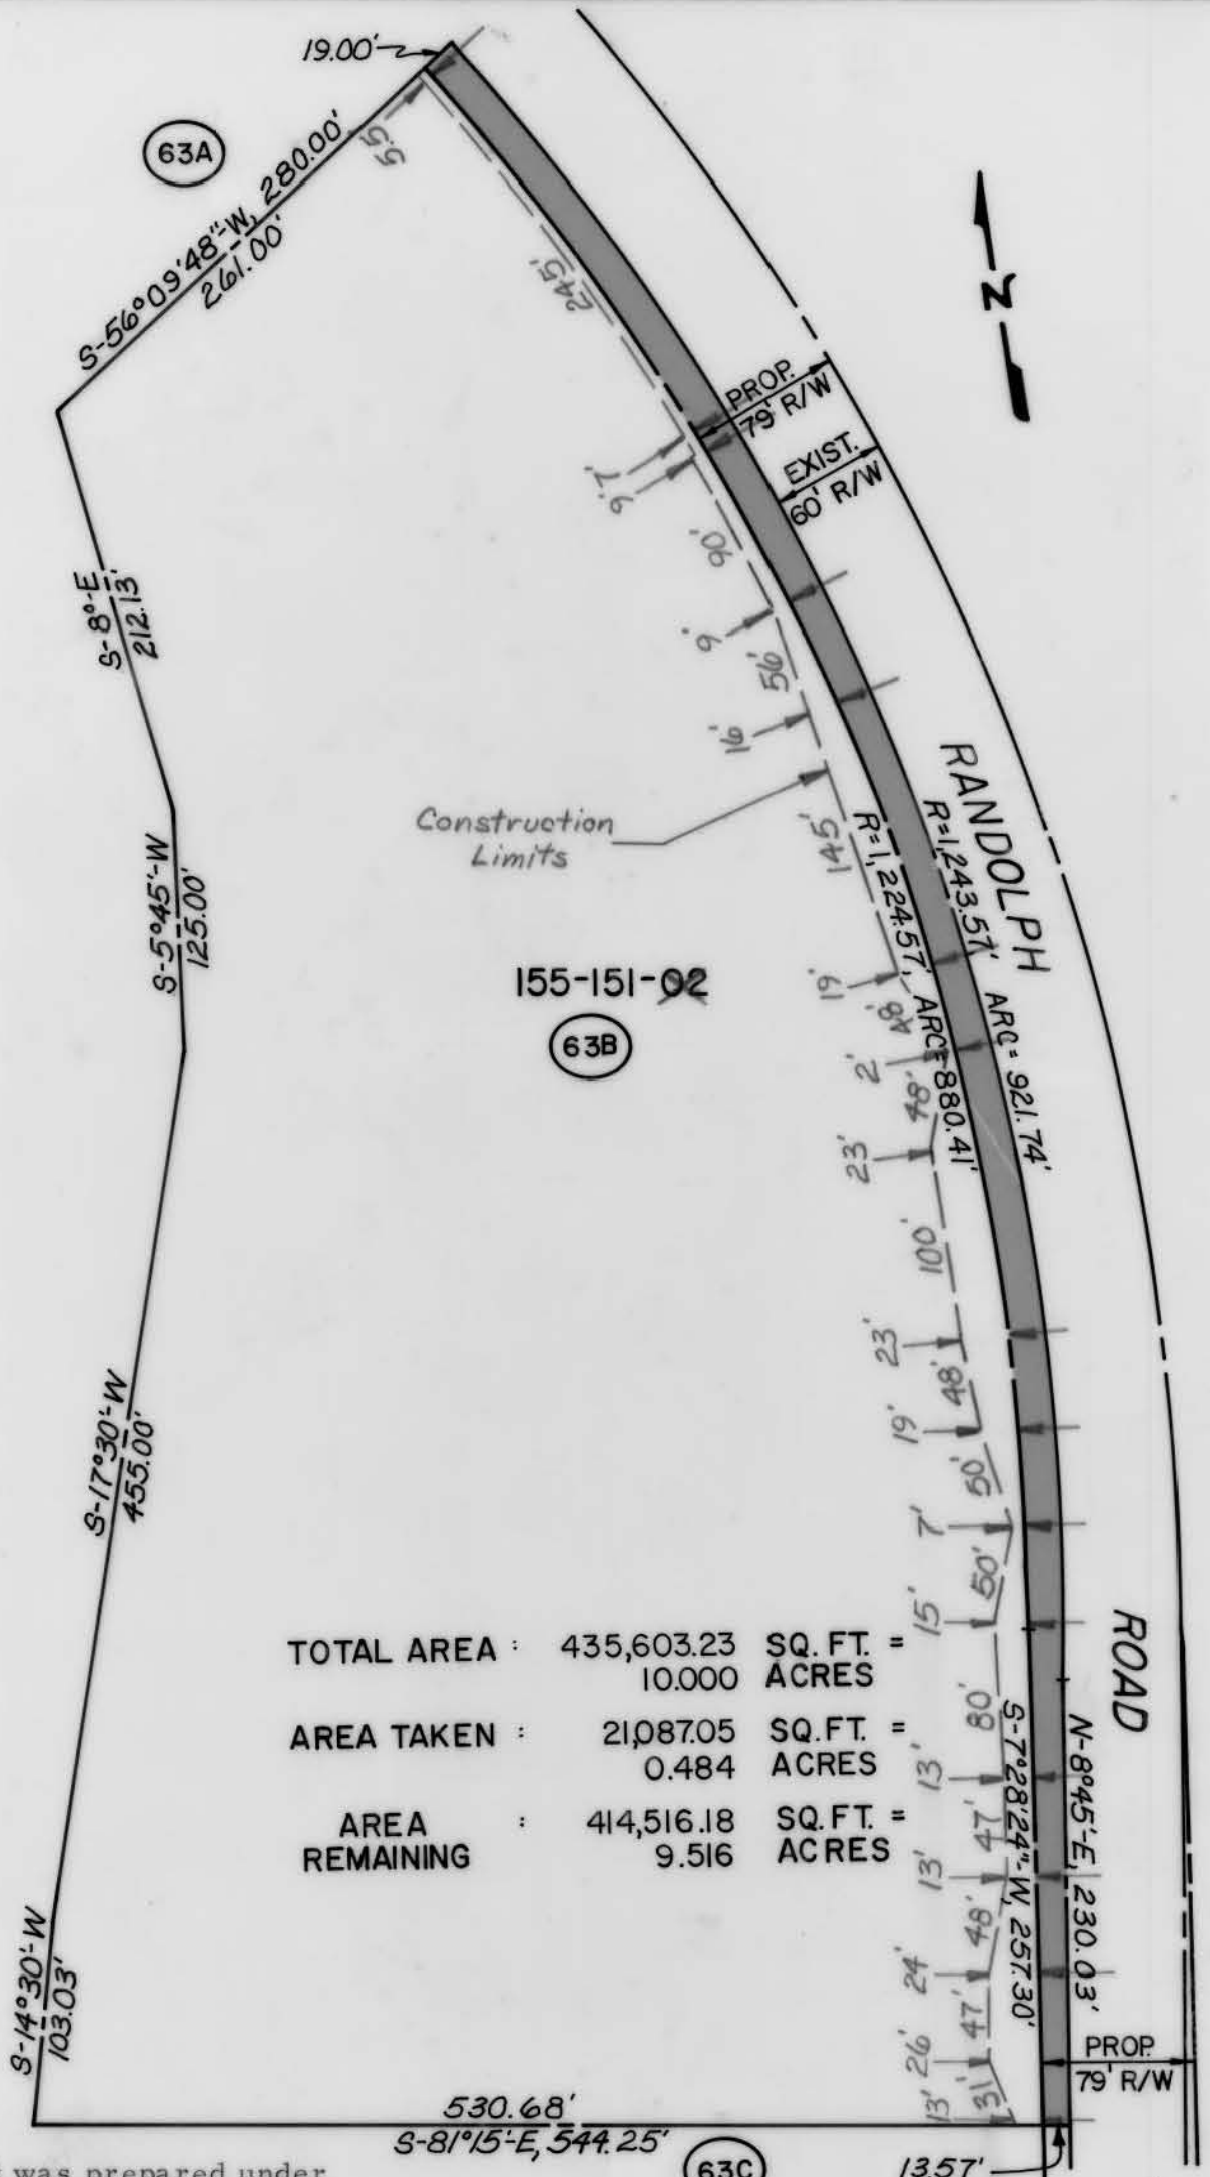 19.00'
63A
5.5
S-56°09'48"-W, 280.00'
261.00'
245'
PROP.
79' R/W
EXIST.
60' R/W
N
9.7'
90'
9'
56'
16'
S-8°-E
212.13'
Construction
Limits
145'
RANDOLPH
R=1,243.57' ARC = 921.74'
R=1,224.57', ARC= 880.41'
S-5°45'-W
125.00'
155-151-02
63B
19'
48'
2'
48'
23'
100'
23'
48'
19'
50'
7'
50'
15'
S-17°30'-W
455.00'
TOTAL AREA : 435,603.23 SQ. FT. =
10.000 ACRES
AREA TAKEN : 21,087.05 SQ. FT. =
0.484 ACRES
AREA : 414,516.18 SQ. FT. =
REMAINING 9.516 ACRES
ROAD
80'
13'
47'
13'
48'
24'
47'
26'
31'
13'
S-7°28'24"-W, 257.30'
N-8°45'-E, 230.03'
PROP.
79' R/W
S-14°30'-W
103.03'
530.68'
S-81°15'-E, 544.25'
63C
13.57'
was prepared under